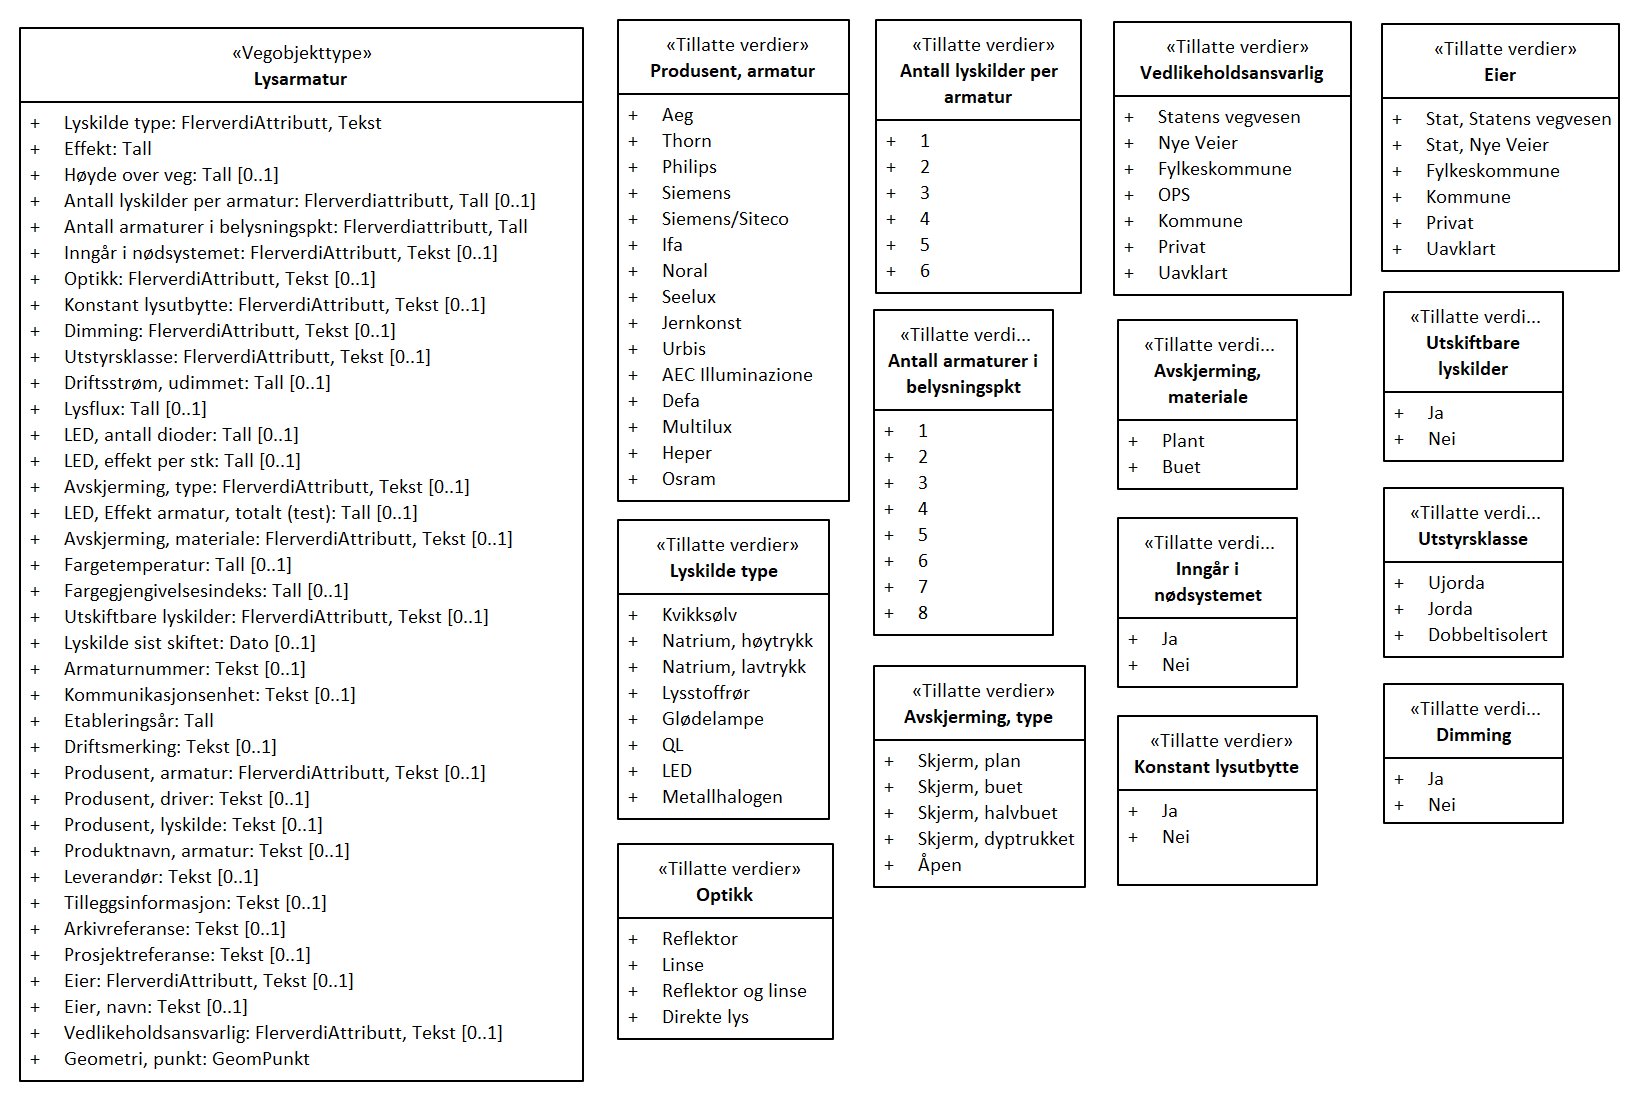 «Vegobjekttype»
Lysarmatur
+ Lyskilde type: FlerverdiAttributt, Tekst
+ Effekt: Tall
+ Høyde over veg: Tall [0..1]
+ Antall lyskilder per armatur: Flerverdiattributt, Tall [0..1]
+ Antall armaturer i belysningspkt: Flerverdiattributt, Tall
+ Inngår i nødsystemet: FlerverdiAttributt, Tekst [0..1]
+ Optikk: FlerverdiAttributt, Tekst [0..1]
+ Konstant lysutbytte: FlerverdiAttributt, Tekst [0..1]
+ Dimming: FlerverdiAttributt, Tekst [0..1]
+ Utstyrsklasse: FlerverdiAttributt, Tekst [0..1]
+ Driftsstrøm, udimmet: Tall [0..1]
+ Lysflux: Tall [0..1]
+ LED, antall dioder: Tall [0..1]
+ LED, effekt per stk: Tall [0..1]
+ Avskjerming, type: FlerverdiAttributt, Tekst [0..1]
+ LED, Effekt armatur, totalt (test): Tall [0..1]
+ Avskjerming, materiale: FlerverdiAttributt, Tekst [0..1]
+ Fargetemperatur: Tall [0..1]
+ Fargegjengivelsesindeks: Tall [0..1]
+ Utskiftbare lyskilder: FlerverdiAttributt, Tekst [0..1]
+ Lyskilde sist skiftet: Dato [0..1]
+ Armaturnummer: Tekst [0..1]
+ Kommunikasjonsenhet: Tekst [0..1]
+ Etableringsår: Tall
+ Driftsmerking: Tekst [0..1]
+ Produsent, armatur: FlerverdiAttributt, Tekst [0..1]
+ Produsent, driver: Tekst [0..1]
+ Produsent, lyskilde: Tekst [0..1]
+ Produktnavn, armatur: Tekst [0..1]
+ Leverandør: Tekst [0..1]
+ Tilleggsinformasjon: Tekst [0..1]
+ Arkivreferanse: Tekst [0..1]
+ Prosjektreferanse: Tekst [0..1]
+ Eier: FlerverdiAttributt, Tekst [0..1]
+ Eier, navn: Tekst [0..1]
+ Vedlikeholdsansvarlig: FlerverdiAttributt, Tekst [0..1]
+ Geometri, punkt: GeomPunkt
«Tillatte verdier»
Produsent, armatur
+ Aeg
+ Thorn
+ Philips
+ Siemens
+ Siemens/Siteco
+ Ifa
+ Noral
+ Seelux
+ Jernkonst
+ Urbis
+ AEC Illuminazione
+ Defa
+ Multilux
+ Heper
+ Osram
«Tillatte verdier»
Lyskilde type
+ Kvikksølv
+ Natrium, høytrykk
+ Natrium, lavtrykk
+ Lysstoffrør
+ Glødelampe
+ QL
+ LED
+ Metallhalogen
«Tillatte verdier»
Optikk
+ Reflektor
+ Linse
+ Reflektor og linse
+ Direkte lys
«Tillatte verdier»
Antall lyskilder per
armatur
+ 1
+ 2
+ 3
+ 4
+ 5
+ 6
«Tillatte verdi...
Antall armaturer i
belysningspkt
+ 1
+ 2
+ 3
+ 4
+ 5
+ 6
+ 7
+ 8
«Tillatte verdier»
Avskjerming, type
+ Skjerm, plan
+ Skjerm, buet
+ Skjerm, halvbuet
+ Skjerm, dyptrukket
+ Åpen
«Tillatte verdier»
Vedlikeholdsansvarlig
+ Statens vegvesen
+ Nye Veier
+ Fylkeskommune
+ OPS
+ Kommune
+ Privat
+ Uavklart
«Tillatte verdi...
Avskjerming,
materiale
+ Plant
+ Buet
«Tillatte verdi...
Inngår i
nødsystemet
+ Ja
+ Nei
«Tillatte verdier»
Konstant lysutbytte
+ Ja
+ Nei
«Tillatte verdier»
Eier
+ Stat, Statens vegvesen
+ Stat, Nye Veier
+ Fylkeskommune
+ Kommune
+ Privat
+ Uavklart
«Tillatte verdi...
Utskiftbare
lyskilder
+ Ja
+ Nei
«Tillatte verdi...
Utstyrsklasse
+ Ujorda
+ Jorda
+ Dobbeltisolert
«Tillatte verdi...
Dimming
+ Ja
+ Nei